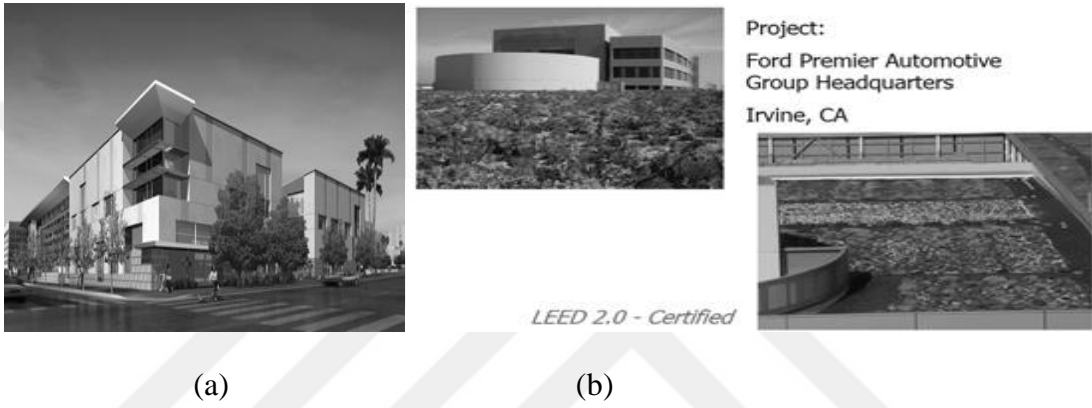 Project:
Ford Premier Automotive
Group Headquarters
Irvine, CA
LEED 2.0 - Certified
(a)
(b)